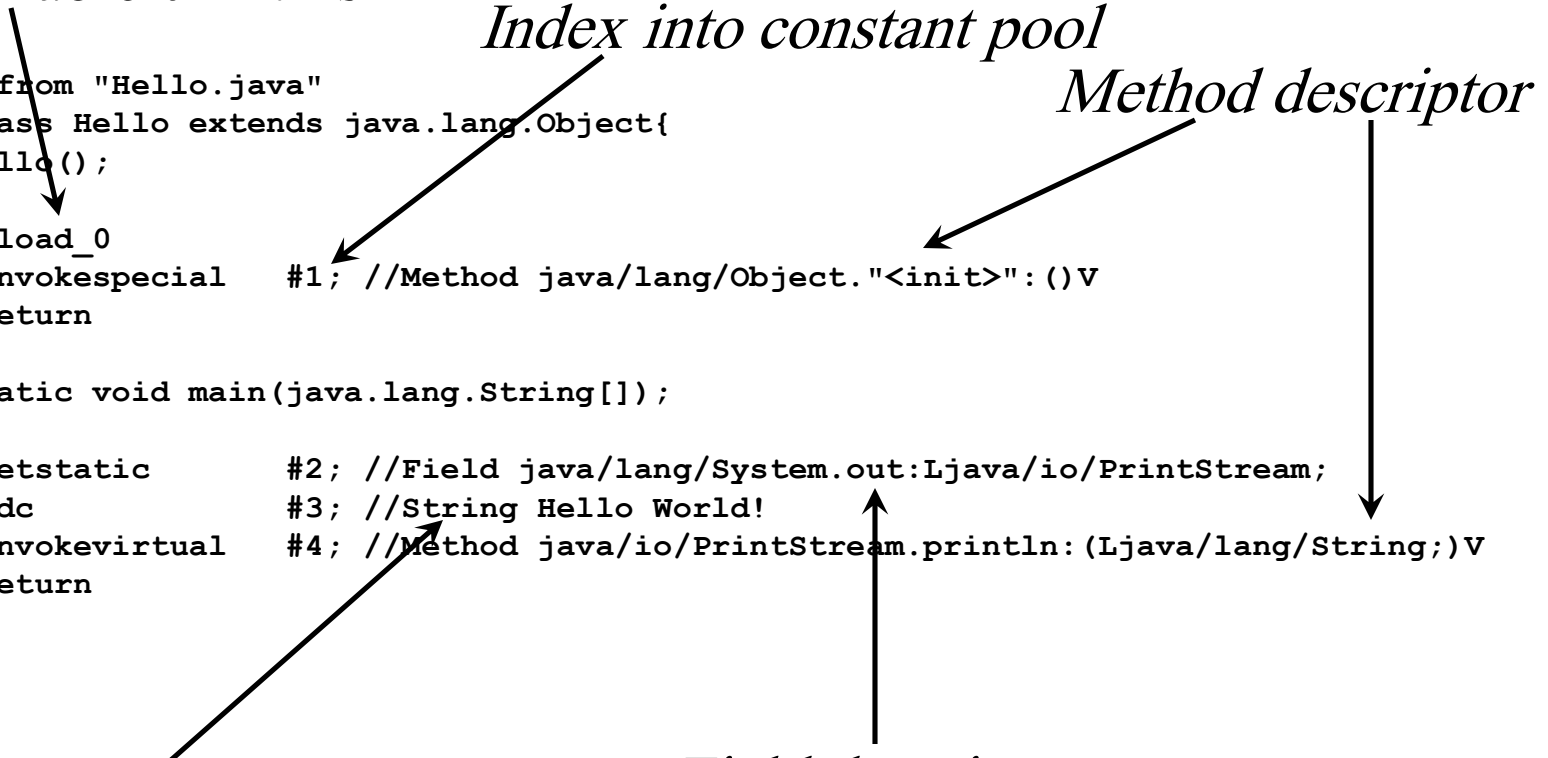 Index into constant pool
from "Hello.java"
Method descriptor
ass Hello extends java.lang.Object{
llo();
load_0
nvokespecial #1; //Method java/lang/Object."<init>":()V
eturn
atic void main(java.lang.String[]);
etstatic #2; //Field java/lang/System.out:Ljava/io/PrintStream;
dc #3; //String Hello World!
nvokevirtual #4; //Method java/io/PrintStream.println:(Ljava/lang/String;)V
eturn